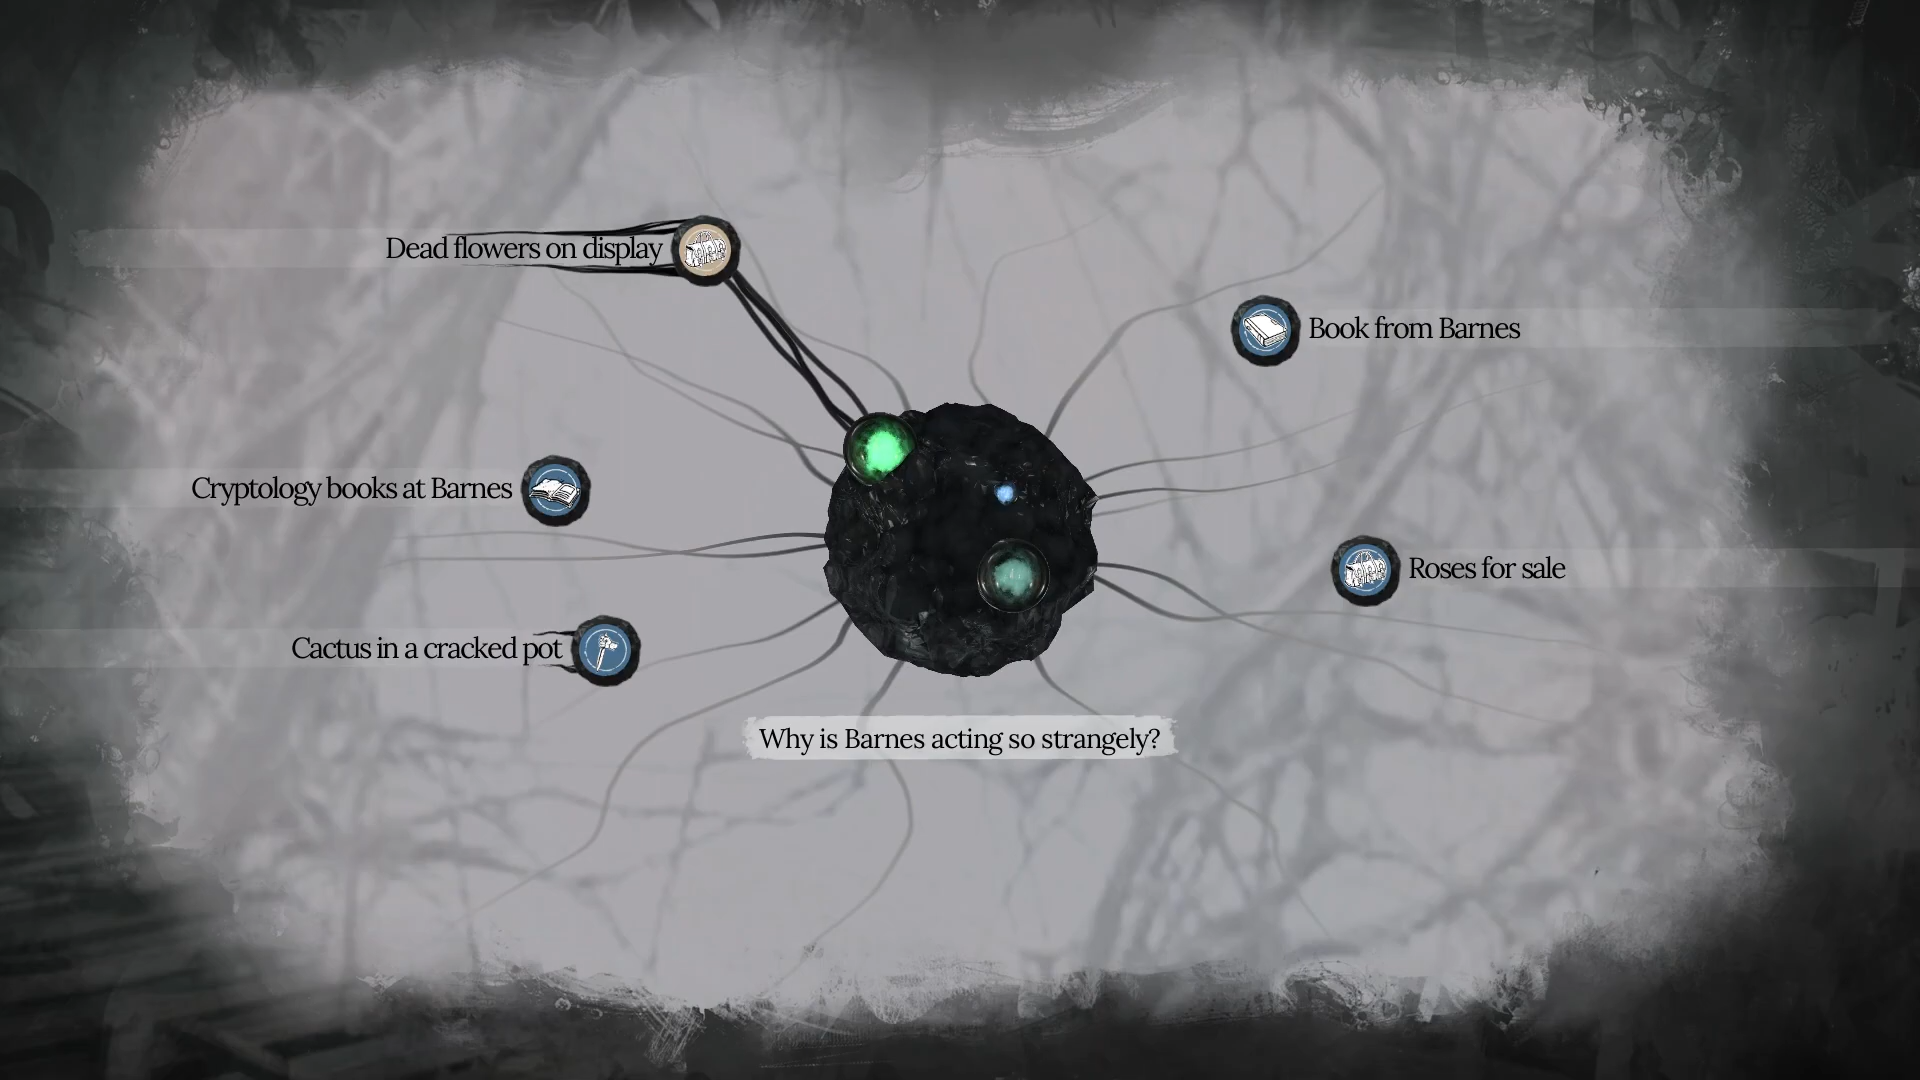 Dead flowers on display
Book from Barnes
Cryptology books at Barnes
Roses for sale
Cactus in a cracked pot
Why is Barnes acting so strangely?